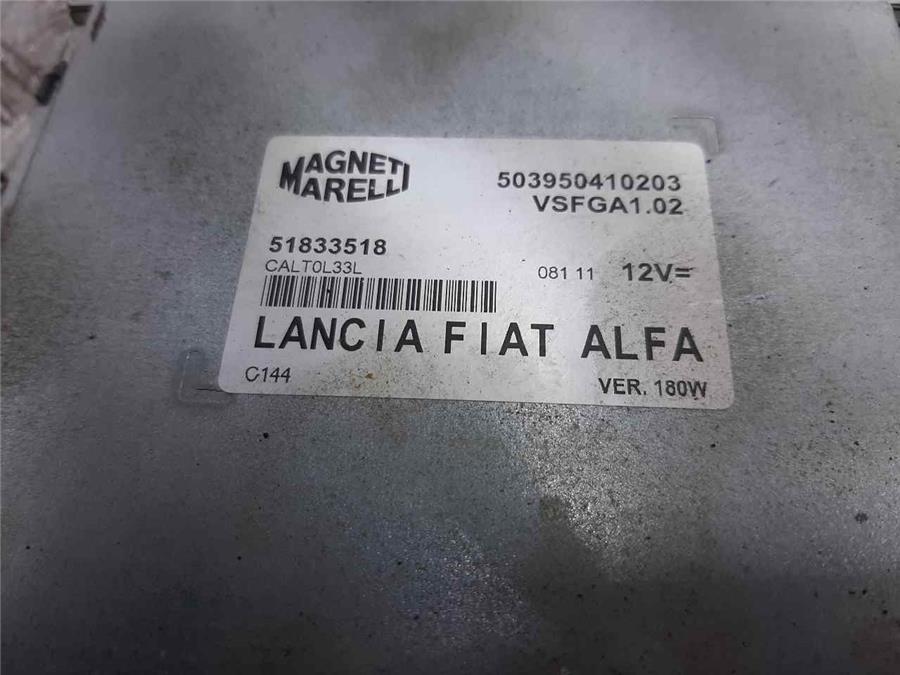 MAGNETI
MARELLI
503950410203
VSFGA1.02
51833518
CALT0L33L
081 11 12V=
LANCIA FIAT ALFA
C144
VER. 180W